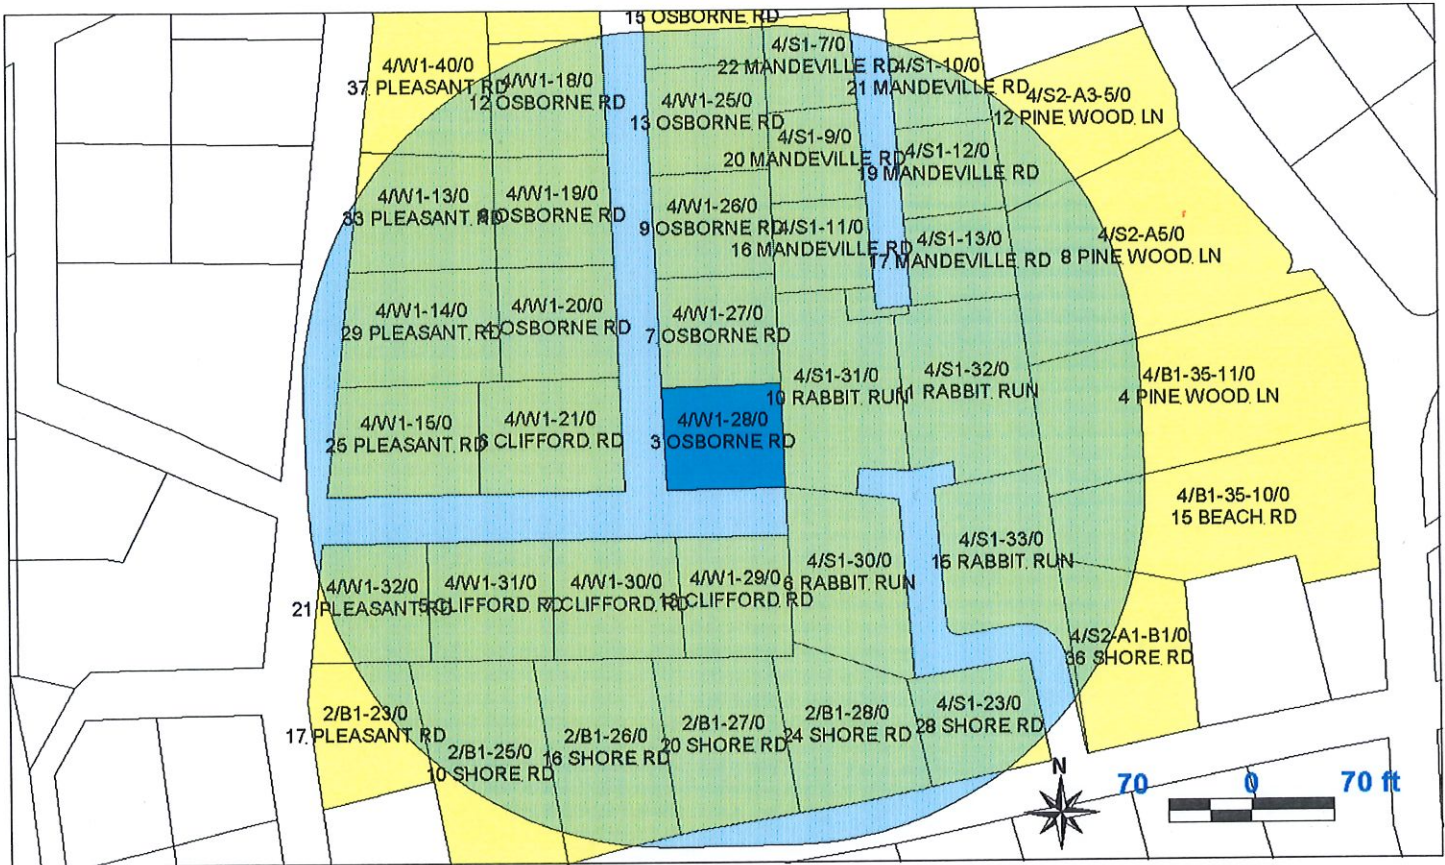 15 OSBORNE RD
4/W1-40/0
37 PLEASANT RD
4/W1-18/0
12 OSBORNE RD
4/S1-7/0
22 MANDEVILLE RD
4/S1-10/0
21 MANDEVILLE RD
4/S2-A3-5/0
12 PINE WOOD LN
4/W1-25/0
13 OSBORNE RD
4/S1-9/0
20 MANDEVILLE RD
4/S1-12/0
19 MANDEVILLE RD
4/W1-13/0
33 PLEASANT RD
4/W1-19/0
OSBORNE RD
4/W1-26/0
9 OSBORNE RD
4/S1-11/0
16 MANDEVILLE RD
4/S1-13/0
17 MANDEVILLE RD
4/S2-A5/0
8 PINE WOOD LN
4/W1-14/0
29 PLEASANT RD
4/W1-20/0
OSBORNE RD
4/W1-27/0
7 OSBORNE RD
4/S1-31/0
10 RABBIT RUN
4/S1-32/0
RABBIT RUN
4/B1-35-11/0
4 PINE WOOD LN
4/W1-15/0
25 PLEASANT RD
4/W1-21/0
CLIFFORD RD
4/W1-28/0
3 OSBORNE RD
4/B1-35-10/0
15 BEACH RD
4/W1-32/0
21 PLEASANT RD
4/W1-31/0
CLIFFORD RD
4/W1-30/0
CLIFFORD RD
4/W1-29/0
CLIFFORD RD
4/S1-30/0
6 RABBIT RUN
4/S1-33/0
RABBIT RUN
4/S2-A1-B1/0
36 SHORE RD
2/B1-23/0
17 PLEASANT RD
2/B1-25/0
10 SHORE RD
2/B1-26/0
16 SHORE RD
2/B1-27/0
20 SHORE RD
2/B1-28/0
24 SHORE RD
4/S1-23/0
28 SHORE RD
N
70 0 70 ft